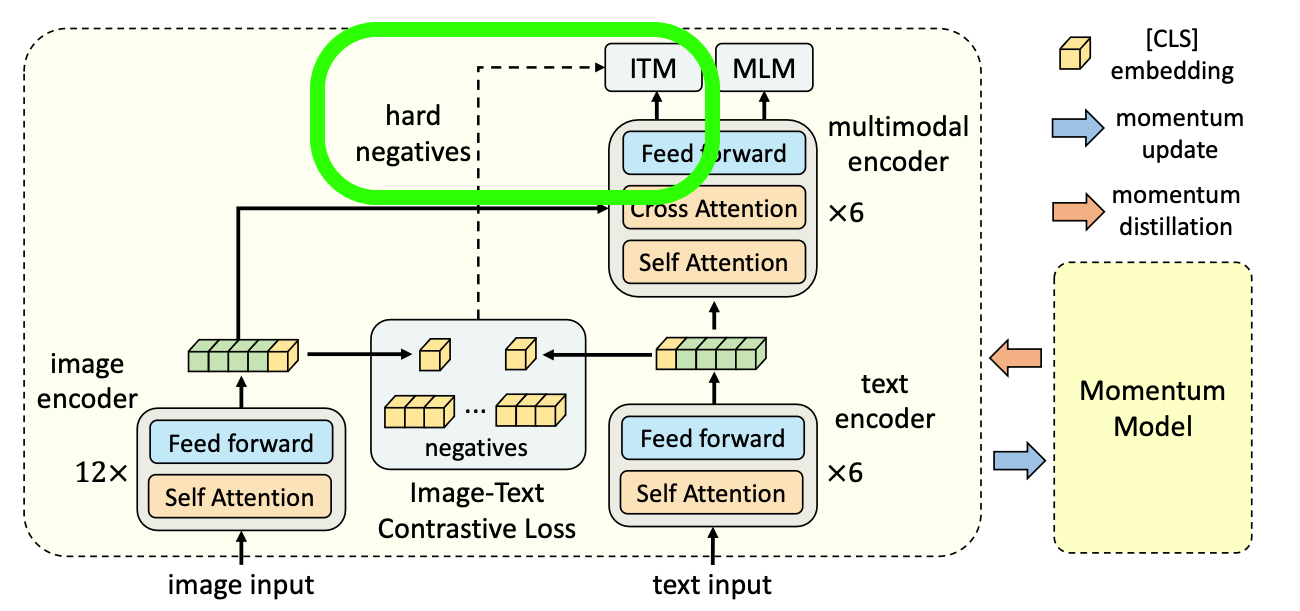 ITM
MLM
hard
negatives
Feed forward
Cross Attention
Self Attention
multimodal
encoder
×6
[CLS]
embedding
momentum
update
momentum
distillation
image
encoder
Feed forward
Self Attention
12×
negatives
...
Image-Text
Contrastive Loss
text
encoder
Feed forward
Self Attention
×6
Momentum
Model
image input
text input